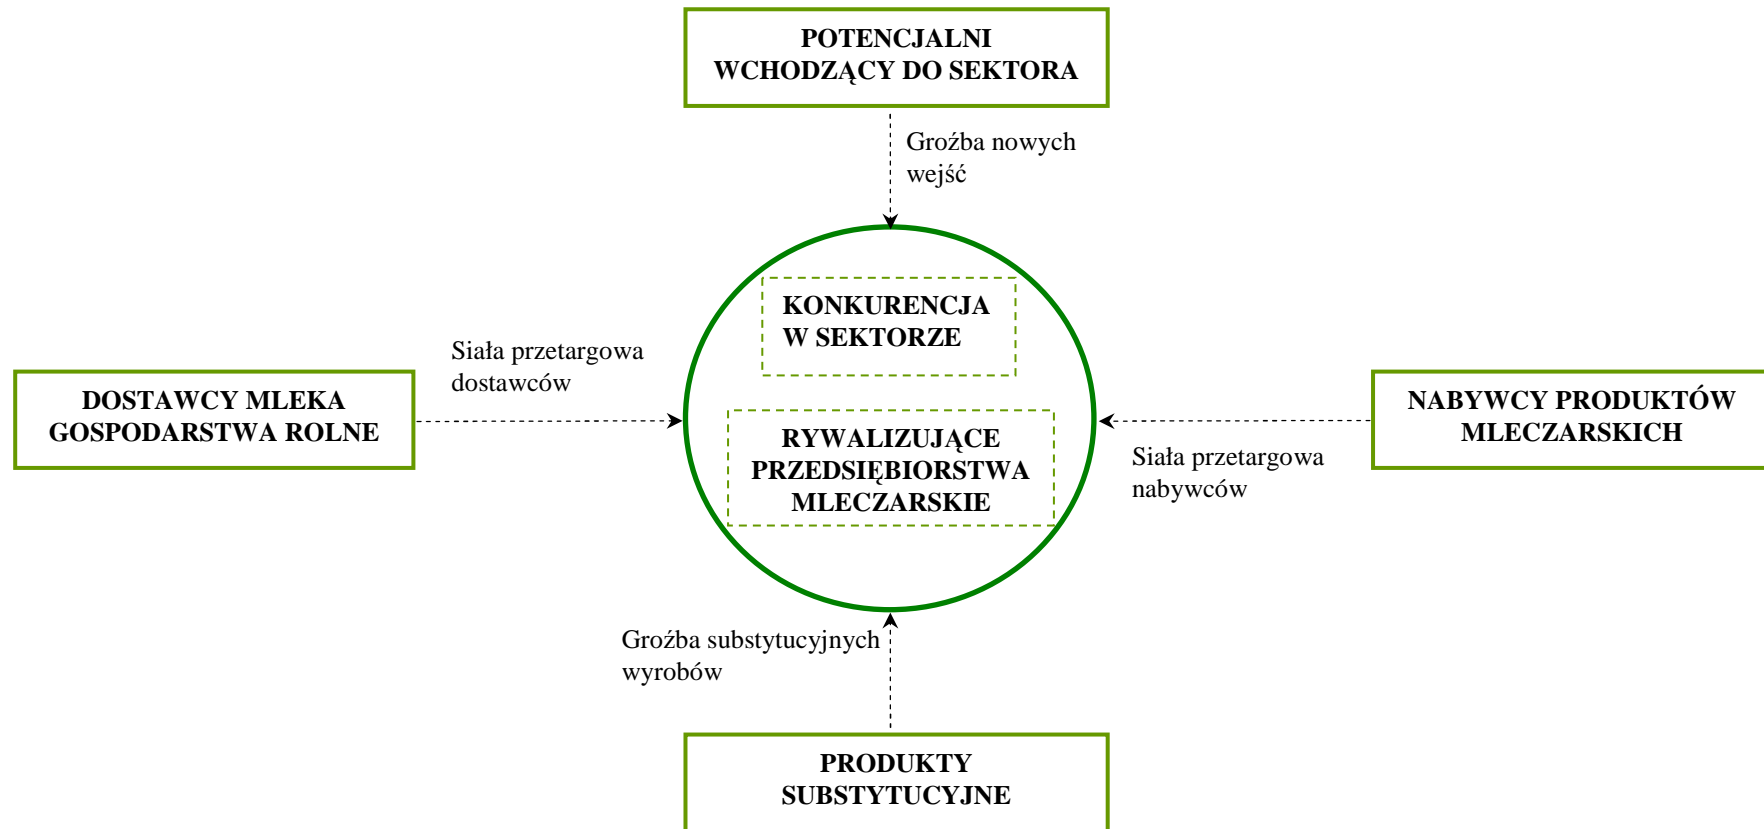 POTENCJALNI
WCHODZĄCY DO SEKTORA
Groźba nowych
wejść
KONKURENCJA
W SEKTORZE
Siała przetargowa
dostawców
DOSTAWCY MLEKA
GOSPODARSTWA ROLNE
NABYWCY PRODUKTÓW
MLECZARSKICH
RYWALIZUJĄCE
PRZEDSIĘBIORSTWA
MLECZARSKIE
Siała przetargowa
nabywców
Groźba substytucyjnych
wyrobów
PRODUKTY
SUBSTYTUCYJNE